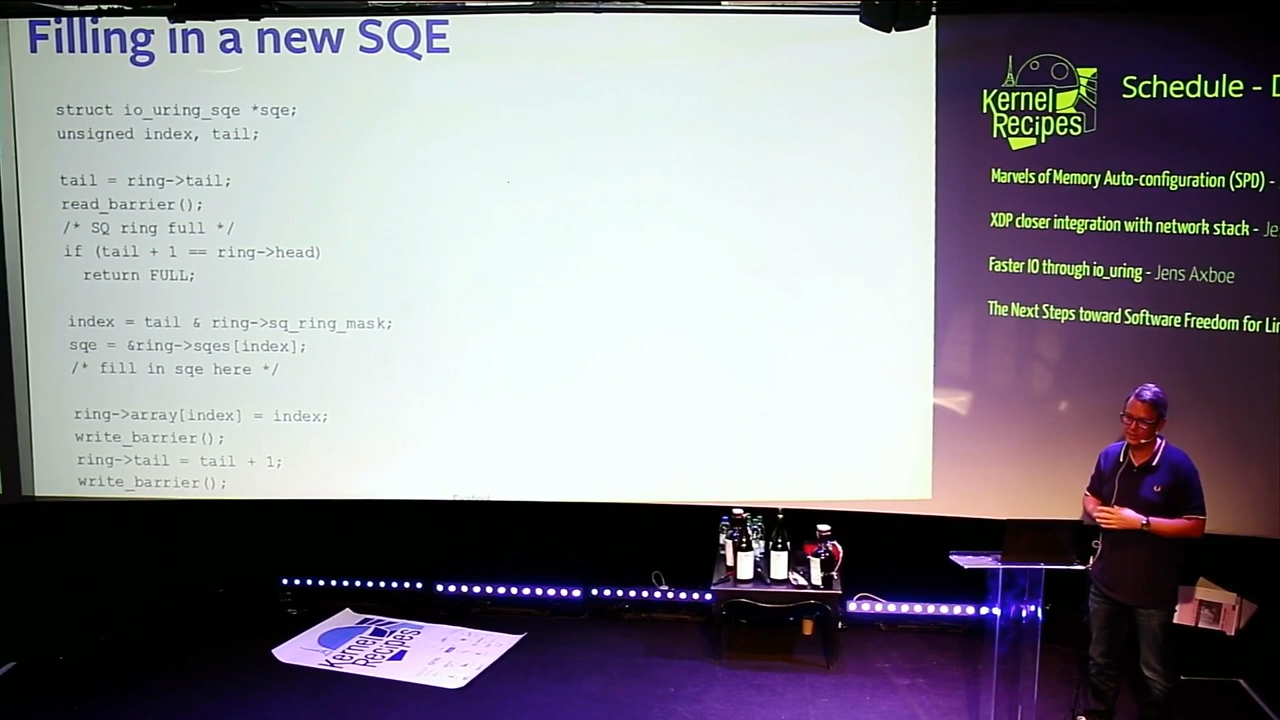 Filling in a new SQE
struct io_uring_sqe *sqe;
unsigned index, tail;
tail = ring->tail;
read_barrier();
/* SQ ring full */
if (tail + 1 == ring->head)
return FULL;
index = tail & ring->sq_ring_mask;
sqe = &ring->sqes[index];
/* fill in sqe here */
ring->array[index] = index;
write_barrier();
ring->tail = tail + 1;
write_barrier();
Kernel
Recipes
Schedule - D
Marvels of Memory Auto-configuration (SPD) -
XDP closer integration with network stack - Je
Faster IO through io_uring - Jens Axboe
The Next Steps toward Software Freedom for Li
Kernel
Recipes